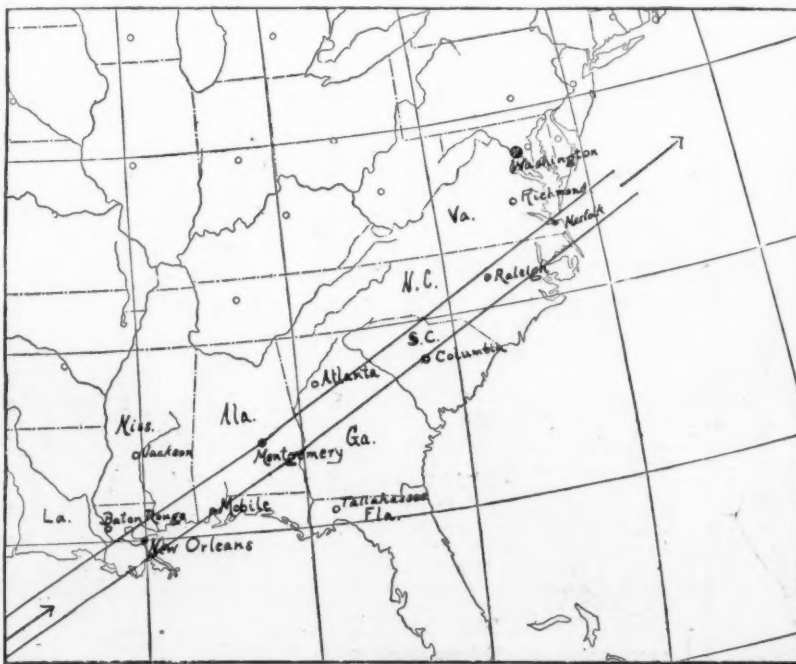 Washington
Richmond
Va.
Norfolk
Raleigh
N.C.
S.C.
Columbia
Atlanta
Ala.
Miss.
Ga.
Jackson
Montgomery
Mobile
Tallahassee
Fla.
La.
Baton Rouge
New Orleans